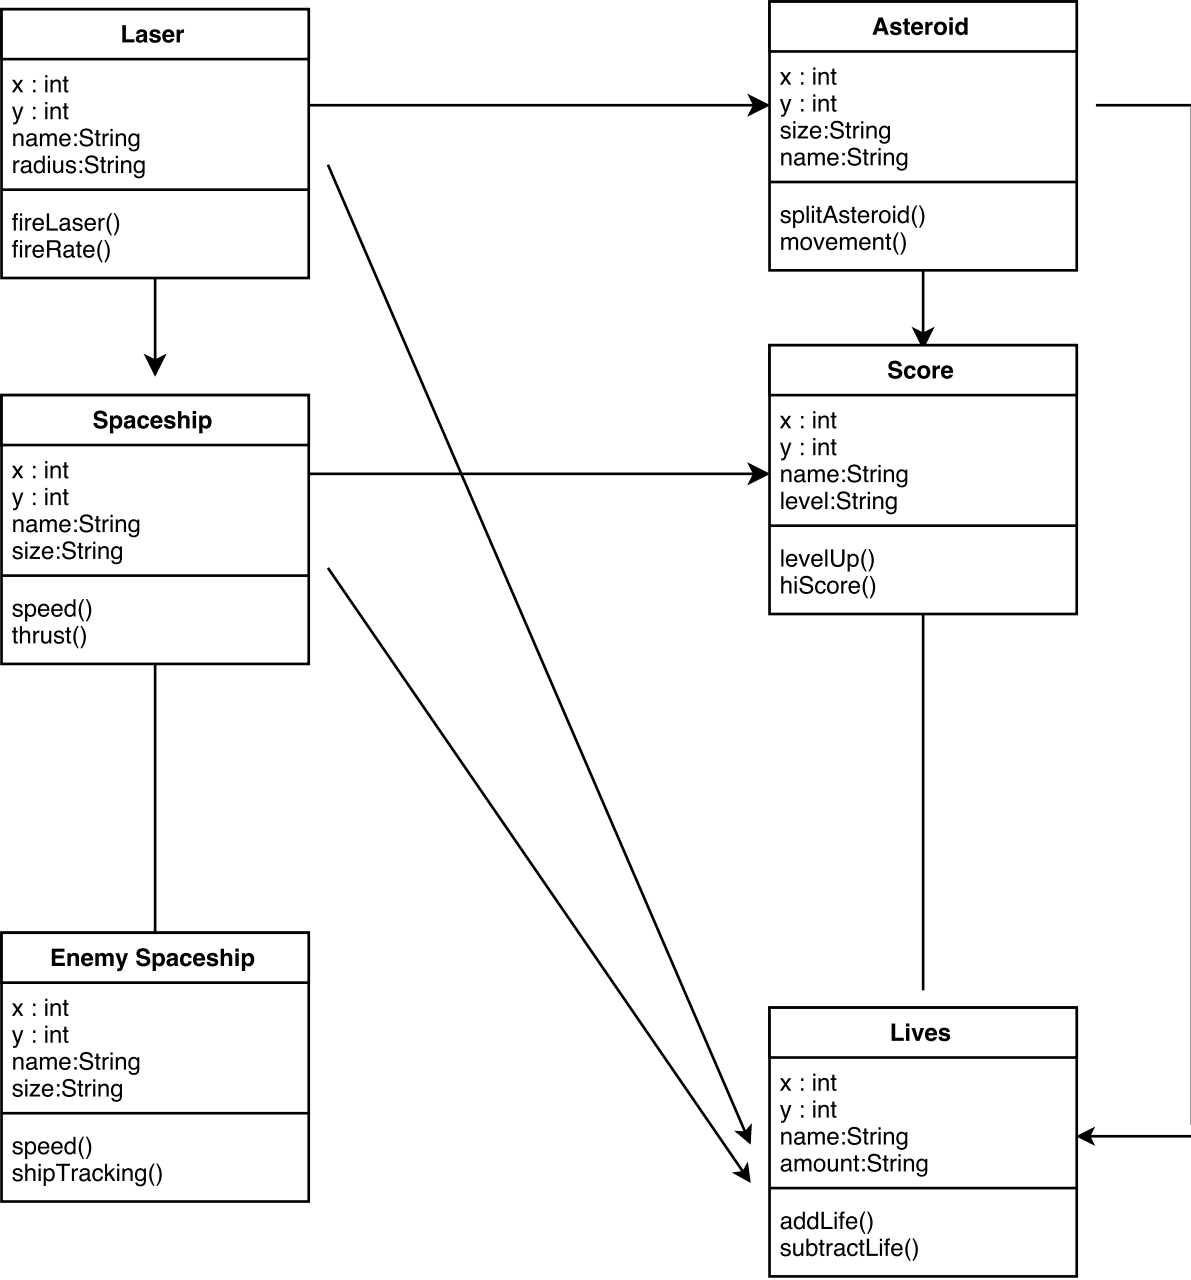 Laser
x : int
y : int
name:String
radius:String
fireLaser()
fireRate()
Asteroid
x : int
y : int
size:String
name:String
splitAsteroid()
movement()
Spaceship
x : int
y : int
name:String
size:String
speed()
thrust()
Score
x : int
y : int
name:String
level:String
levelUp()
hiScore()
Enemy Spaceship
x : int
y : int
name:String
size:String
speed()
shipTracking()
Lives
x : int
y : int
name:String
amount:String
addLife()
subtractLife()